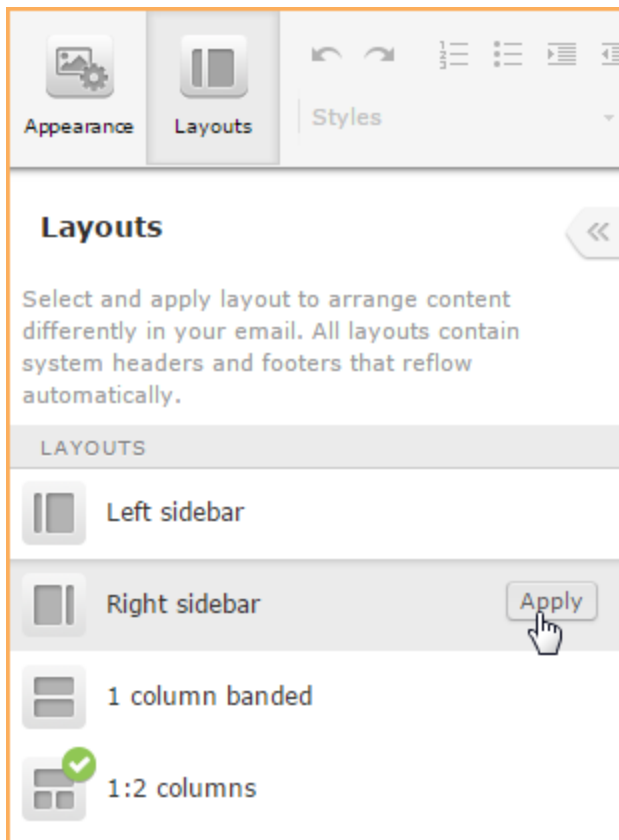 Appearance
Layouts
Styles
Layouts
Select and apply layout to arrange content
differently in your email. All layouts contain
system headers and footers that reflow
automatically.
LAYOUTS
Left sidebar
Right sidebar
Apply
1 column banded
1:2 columns